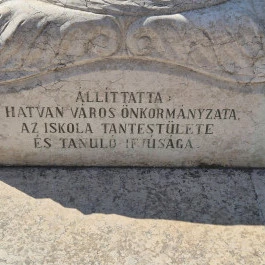 ÁLLÍTTATTA:
HATVAN VÁROS ÖNKORMÁNYZATA,
AZ ISKOLA TANTESTÜLETE
ÉS TANULÓ IFJÚSÁGA.